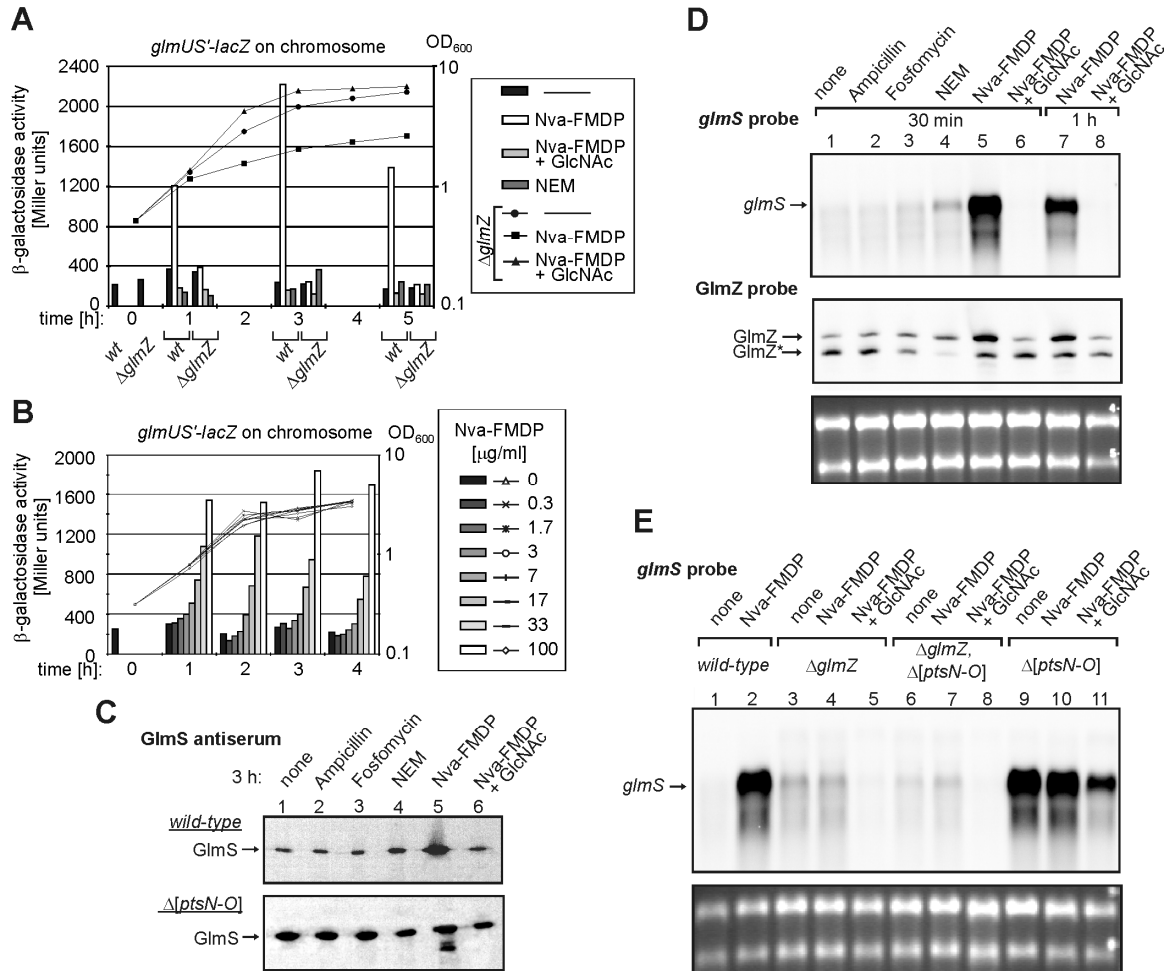 A
glmUS'-lacZ on chromosome
OD600
β-galactosidase activity
[Miller units]
2400
2000
1600
1200
800
400
0
10
1
0.1
time [h]: 0 1 2 3 4 5
wt ΔglmZ wt ΔglmZ wt ΔglmZ wt ΔglmZ
Nva-FMDP
Nva-FMDP
+ GlcNAc
NEM
ΔglmZ
Nva-FMDP
Nva-FMDP
+ GlcNAc
B
glmUS'-lacZ on chromosome
OD600
β-galactosidase activity
[Miller units]
2000
1600
1200
800
400
0
10
1
0.1
time [h]: 0 1 2 3 4
Nva-FMDP
[µg/ml]
0
0.3
1.7
3
7
17
33
100
C
GlmS antiserum
3 h:
none
Ampicillin
Fosfomycin
NEM
Nva-FMDP
Nva-FMDP
+ GlcNAc
1 2 3 4 5 6
wild-type
GlmS
Δ[ptsN-O]
GlmS
D
none
Ampicillin
Fosfomycin
NEM
Nva-FMDP
Nva-FMDP
+ GlcNAc
Nva-FMDP
Nva-FMDP
+ GlcNAc
glmS probe
30 min
1 h
1 2 3 4 5 6 7 8
glmS
GlmZ probe
GlmZ
GlmZ*
E
glmS probe
none
Nva-FMDP
none
Nva-FMDP
Nva-FMDP
+ GlcNAc
none
Nva-FMDP
Nva-FMDP
+ GlcNAc
none
Nva-FMDP
Nva-FMDP
+ GlcNAc
wild-type
ΔglmZ
ΔglmZ,
Δ[ptsN-O]
Δ[ptsN-O]
1 2 3 4 5 6 7 8 9 10 11
glmS